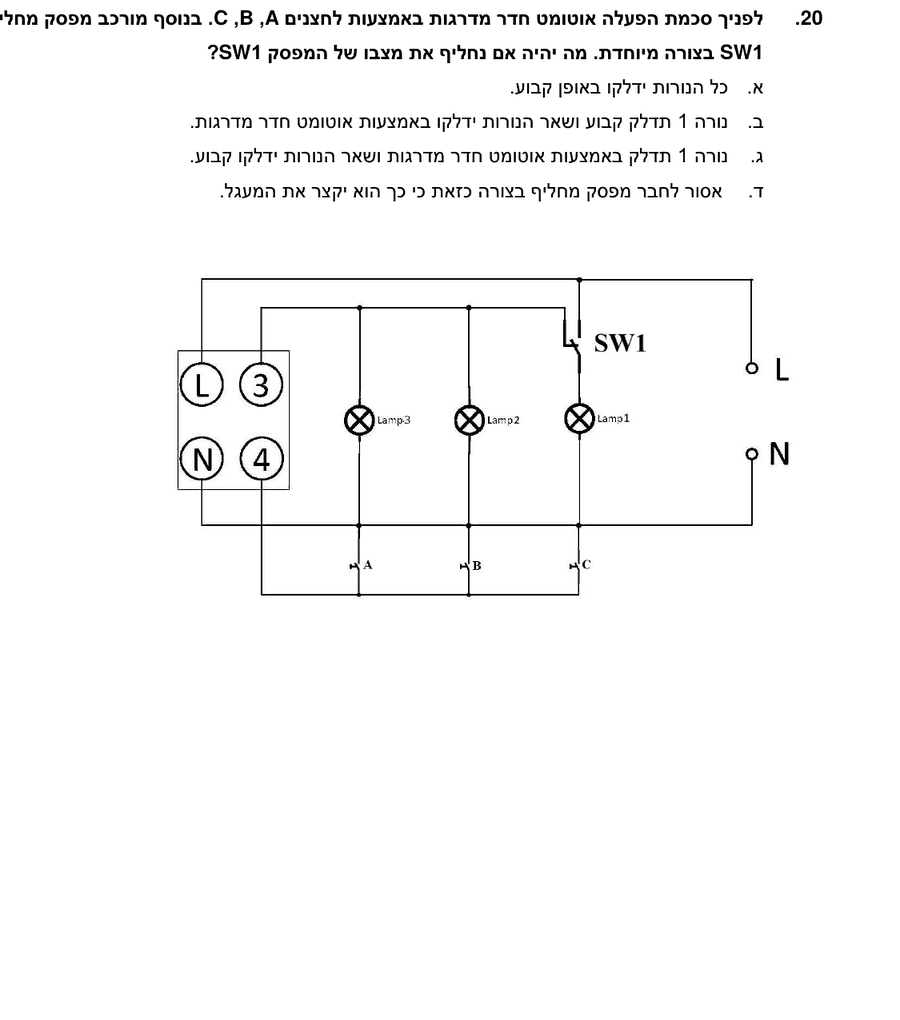 20. לפניך סכמת הפעלה אוטומט חדר מדרגות באמצעות לחצנים A, B, C. בנוסף מורכב מפסק
SW1 בצורה מיוחדת. מה יהיה אם נחליף את מצבו של המפסק SW1?
א. כל הנורות ידלקו באופן קבוע.
ב. נורה 1 תדלק קבוע ושאר הנורות ידלקו באמצעות אוטומט חדר מדרגות.
ג. נורה 1 תדלק באמצעות אוטומט חדר מדרגות ושאר הנורות ידלקו קבוע.
ד. אסור לחבר מפסק מחליף בצורה כזאת כי כך הוא יקצר את המעגל.
SW1
L
L 3
Lamp3 Lamp2 Lamp1
N 4
N
A B C